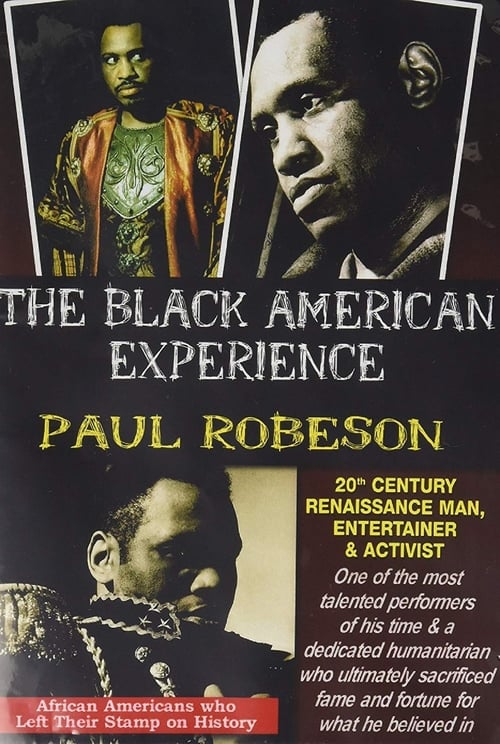 THE BLACK AMERICAN
EXPERIENCE
PAUL ROBESON
20th CENTURY
RENAISSANCE MAN,
ENTERTAINER
& ACTIVIST
One of the most
talented performers
of his time & a
dedicated humanitarian
who ultimately sacrificed
fame and fortune for
what he believed in
African Americans who
Left Their Stamp on History